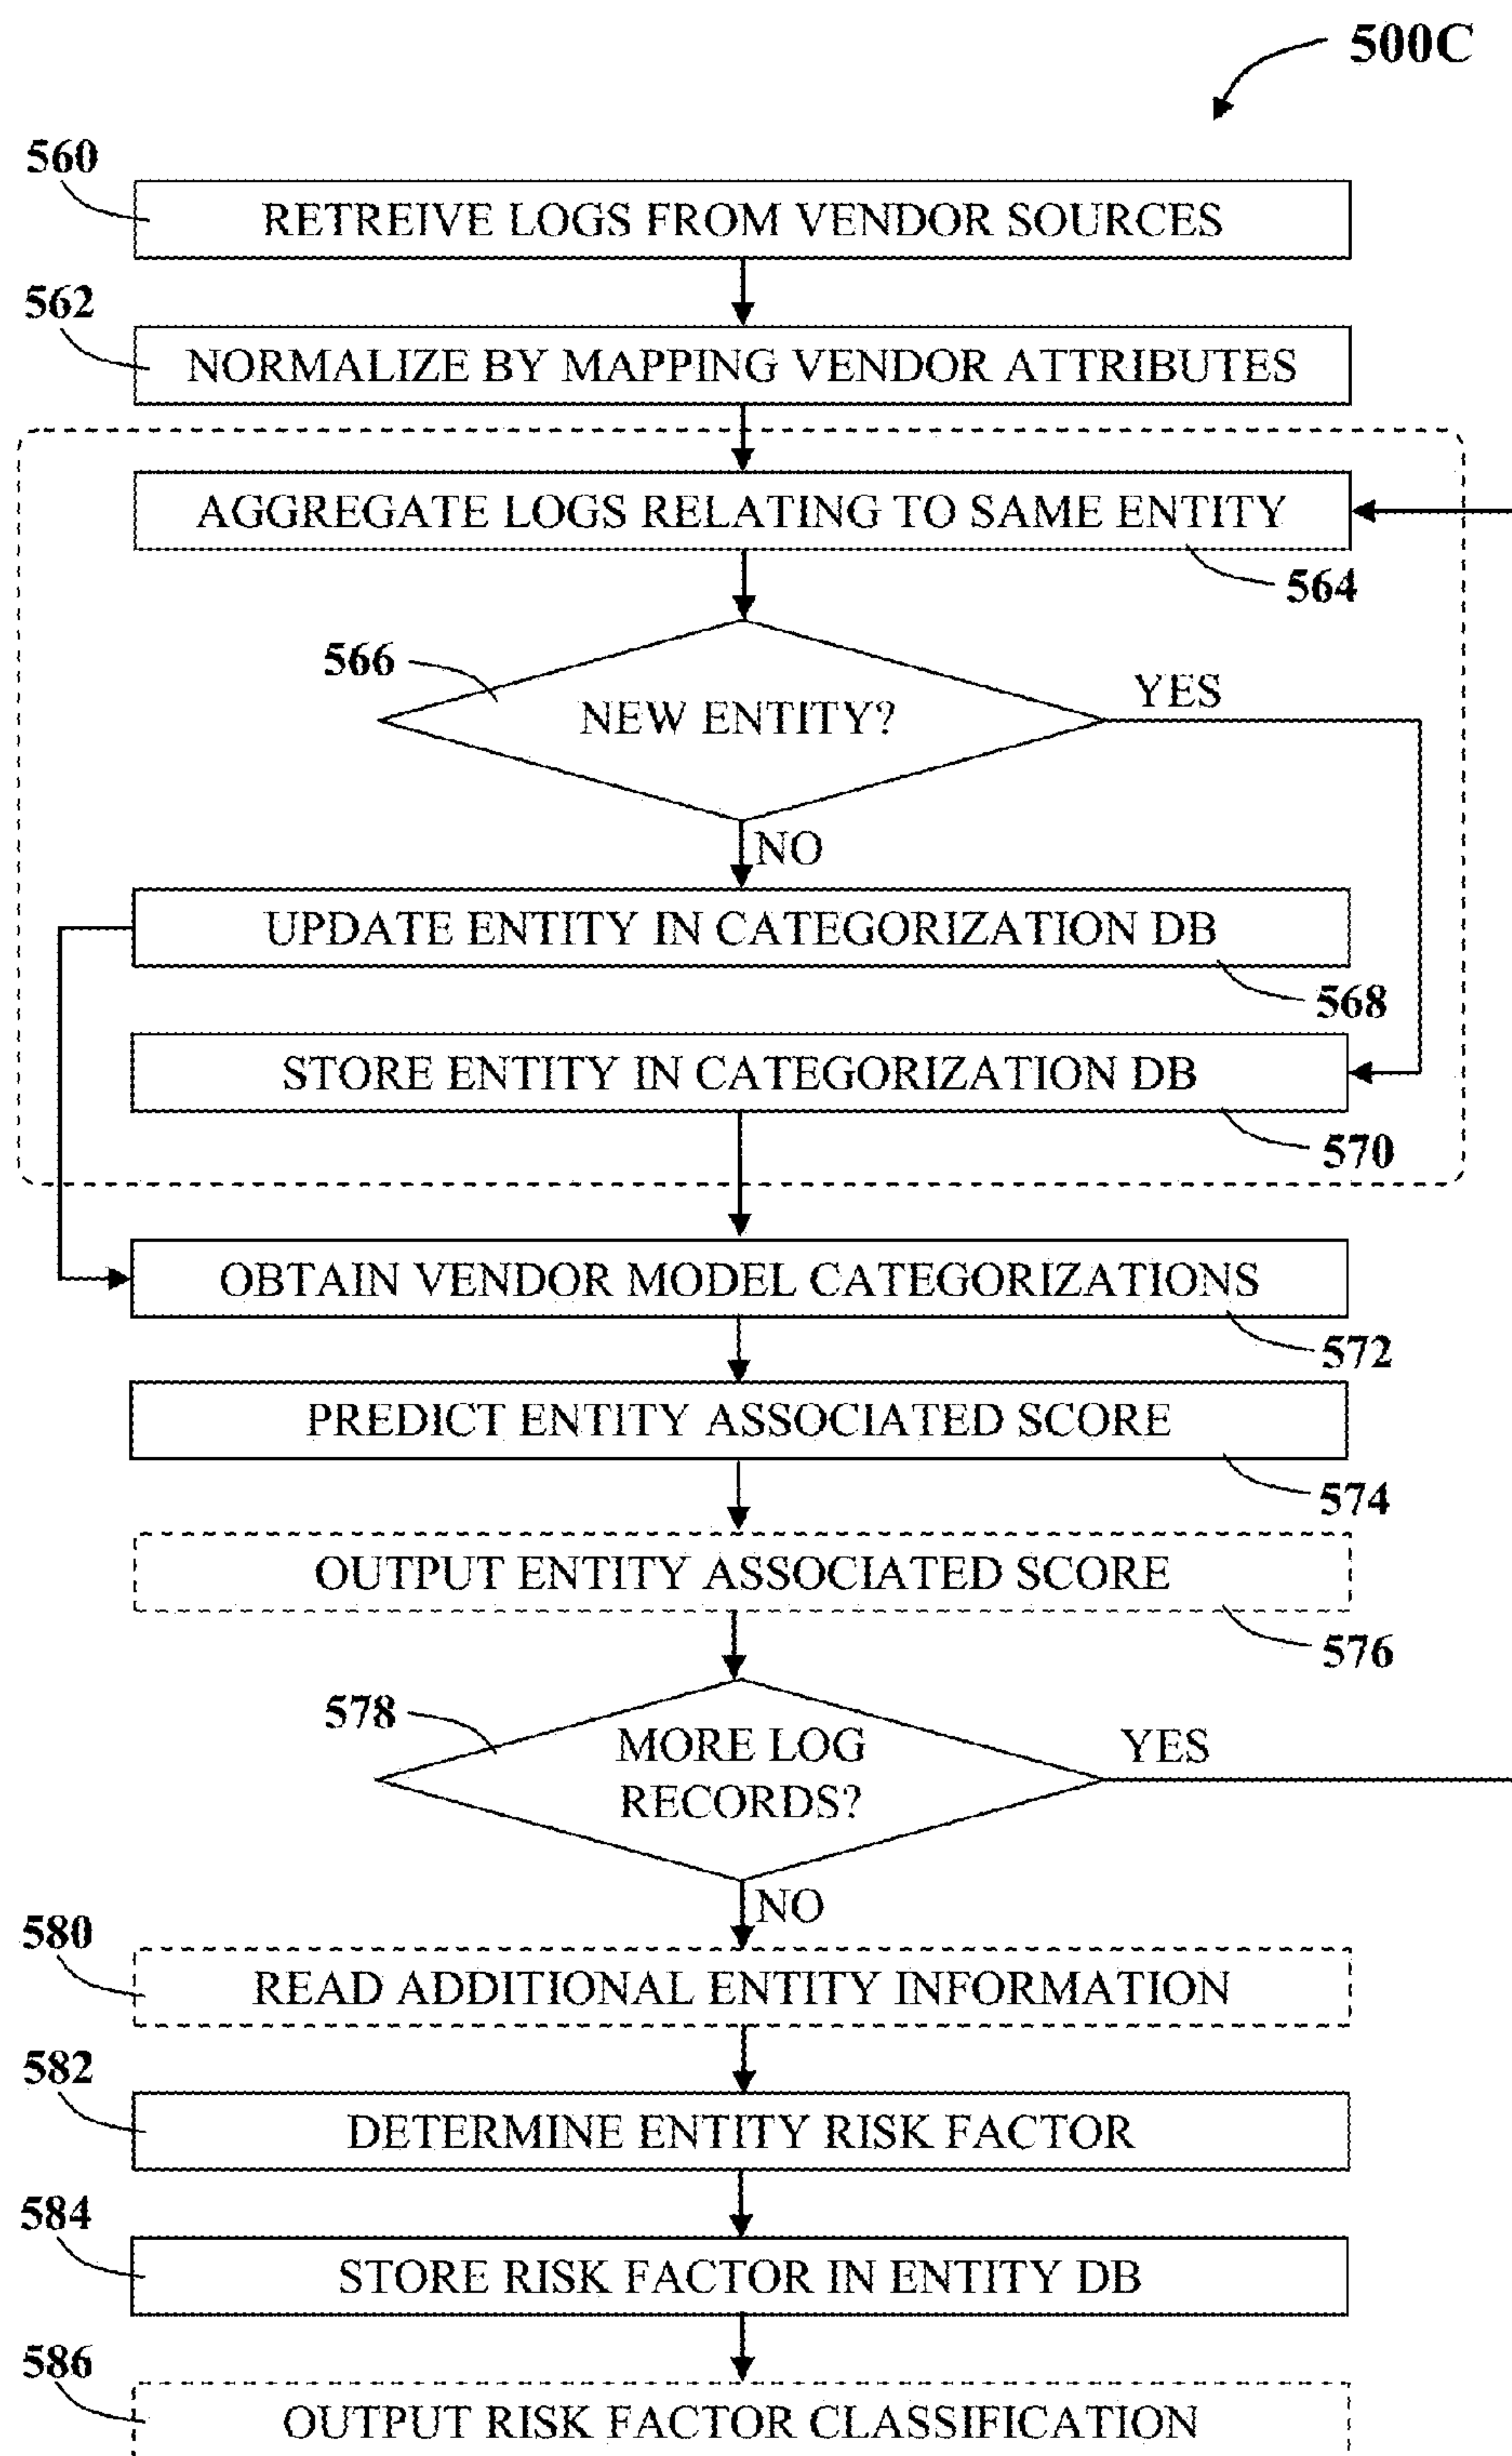 500C
560
RETREIVE LOGS FROM VENDOR SOURCES
562
NORMALIZE BY MAPPING VENDOR ATTRIBUTES
AGGREGATE LOGS RELATING TO SAME ENTITY
564
566
NEW ENTITY?
YES
NO
UPDATE ENTITY IN CATEGORIZATION DB
568
STORE ENTITY IN CATEGORIZATION DB
570
OBTAIN VENDOR MODEL CATEGORIZATIONS
572
PREDICT ENTITY ASSOCIATED SCORE
574
OUTPUT ENTITY ASSOCIATED SCORE
576
578
MORE LOG
RECORDS?
YES
NO
580
READ ADDITIONAL ENTITY INFORMATION
582
DETERMINE ENTITY RISK FACTOR
584
STORE RISK FACTOR IN ENTITY DB
586
OUTPUT RISK FACTOR CLASSIFICATION